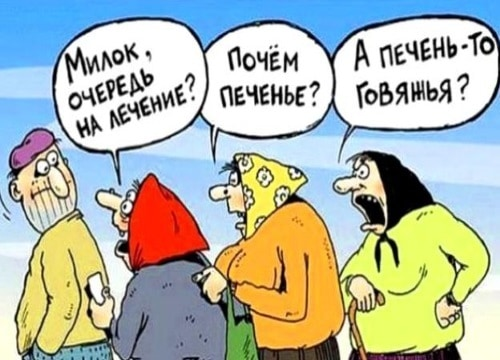 Милок,
очередь
на лечение?
Почём
печенье?
А печень-то
говяжья?